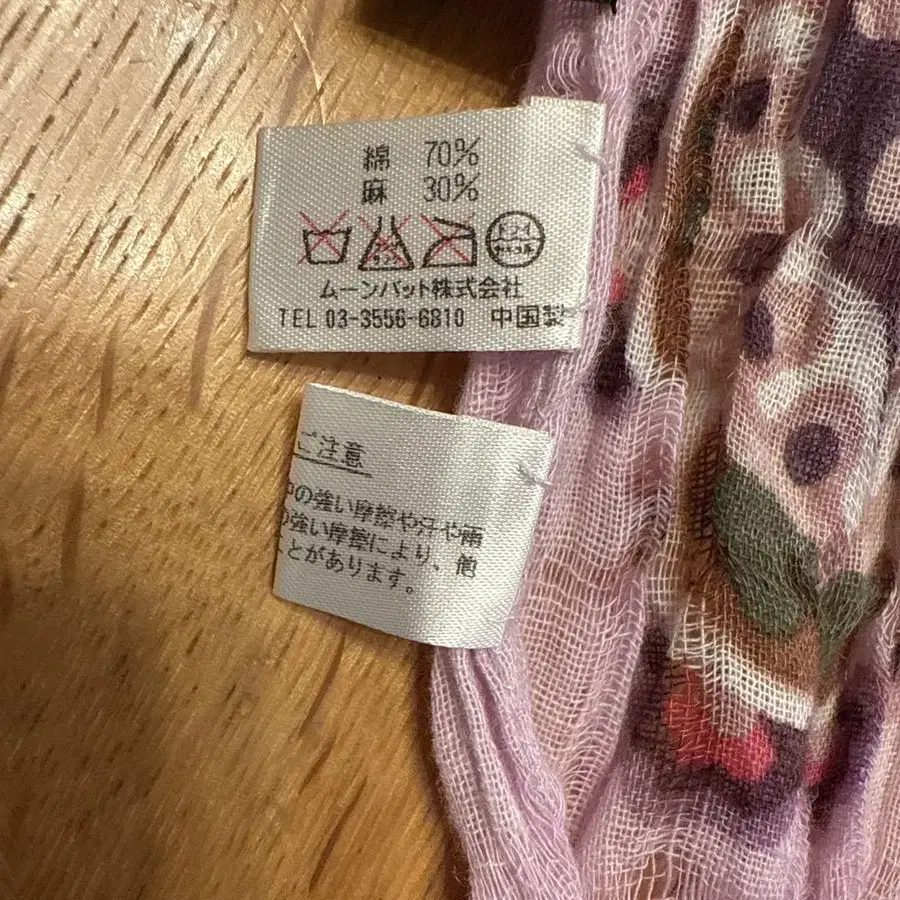 綿 70%
麻 30%
ムーンバット株式会社
TEL 03-3556-6810 中国製
ご注意
中の強い摩擦や汗や雨
の強い摩擦により、他
ことがあります。